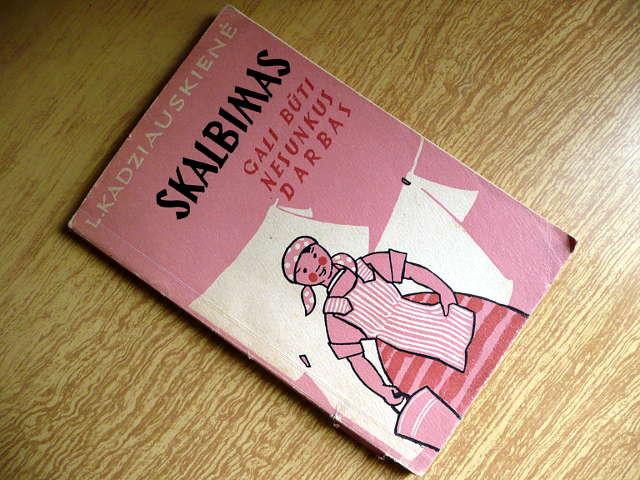 L. KADZIAUSKIENĖ
SKALBIMAS
GALI BŪTI
NESUNKUS
DARBAS